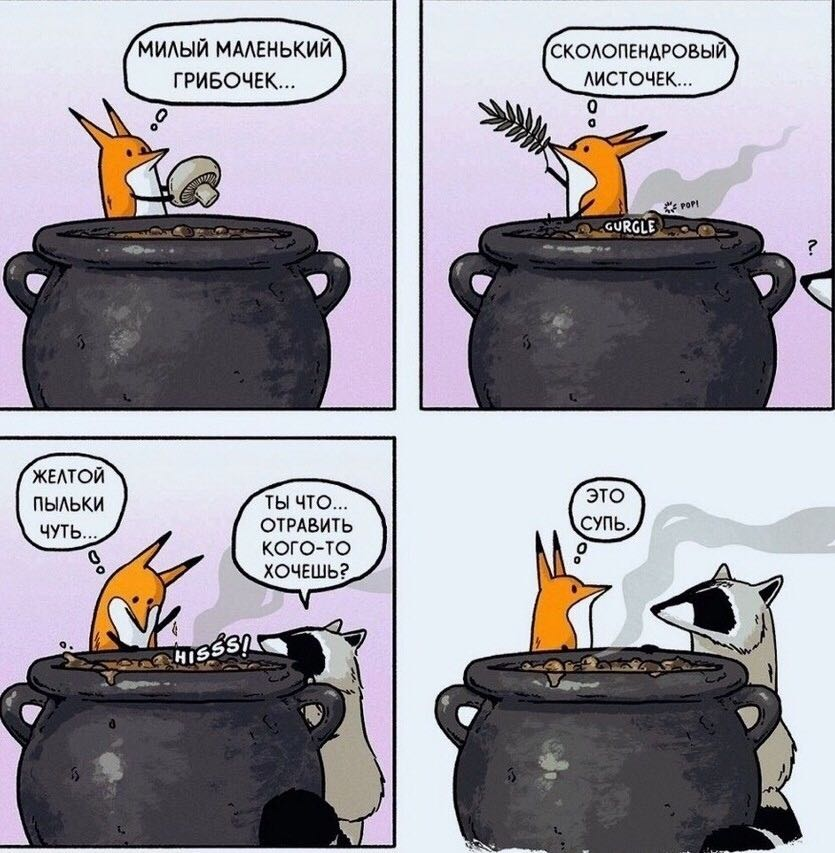 МИЛЫЙ МАЛЕНЬКИЙ
ГРИБОЧЕК...
СКОЛОПЕНДРОВЫЙ
ЛИСТОЧЕК...
POP!
GURGLE
?
ЖЕЛТОЙ
ПЫЛЬКИ
ЧУТЬ...
ТЫ ЧТО...
ОТРАВИТЬ
КОГО-ТО
ХОЧЕШЬ?
HISSS!
ЭТО
СУПЬ.